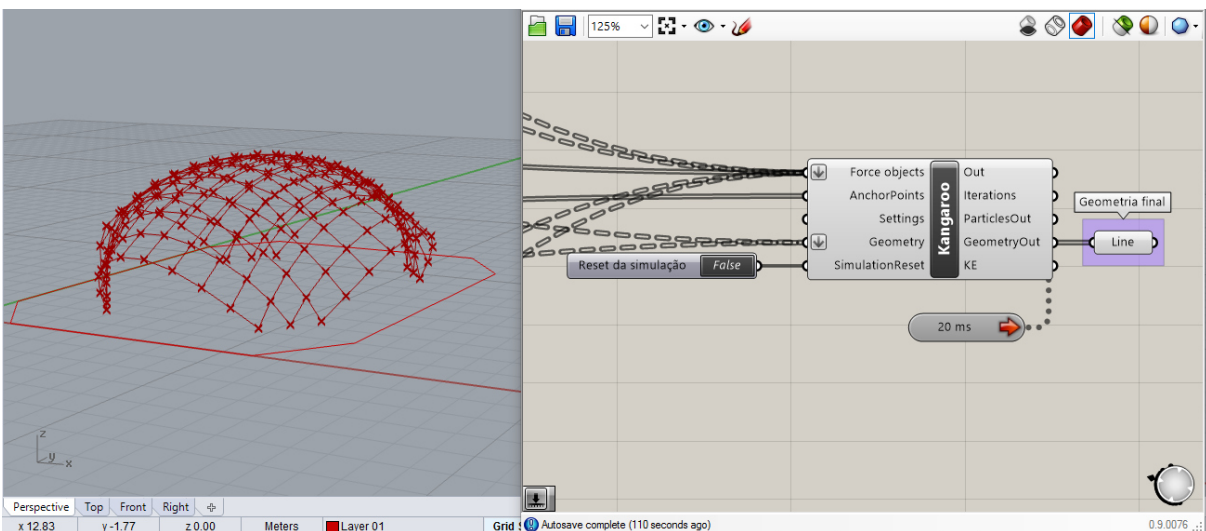 125%
Force objects
AnchorPoints
Settings
Geometry
SimulationReset
Kangaroo
Out
Iterations
ParticlesOut
GeometryOut
KE
Geometria final
Line
Reset da simulação False
20 ms
z
y
x
Perspective Top Front Right
x 12.83 y -1.77 z 0.00 Meters Layer 01 Grid
Autosave complete (110 seconds ago) 0.9.0076